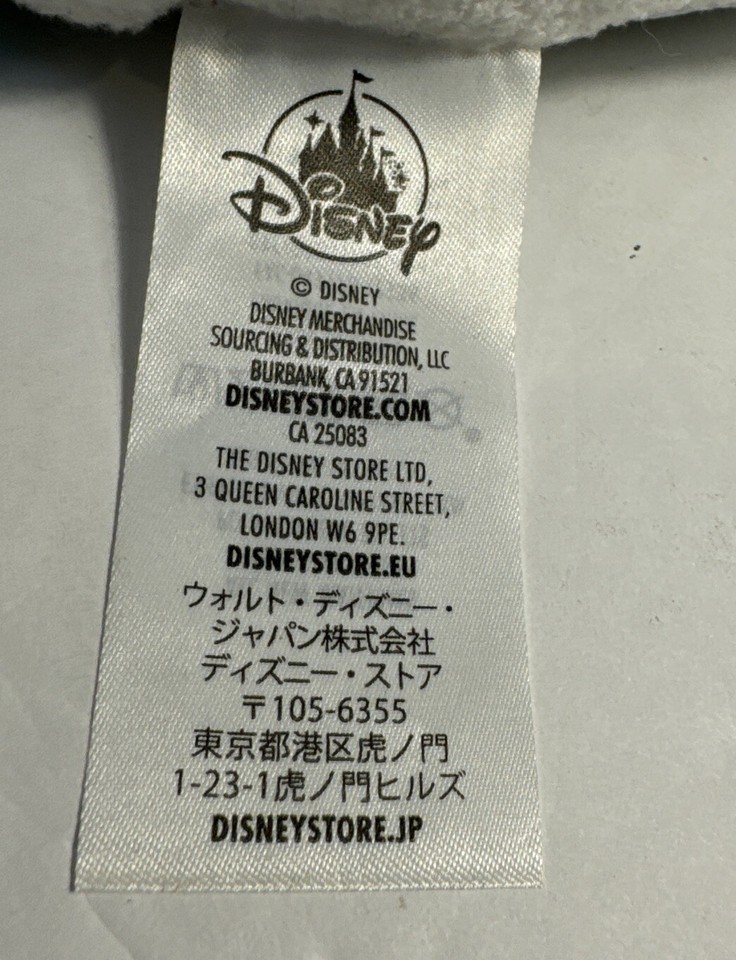 Disney
© DISNEY
DISNEY MERCHANDISE
SOURCING & DISTRIBUTION, LLC
BURBANK, CA 91521
DISNEYSTORE.COM
CA 25083
THE DISNEY STORE LTD,
3 QUEEN CAROLINE STREET,
LONDON W6 9PE.
DISNEYSTORE.EU
ウォルト・ディズニー・
ジャパン株式会社
ディズニー・ストア
〒105-6355
東京都港区虎ノ門
1-23-1虎ノ門ヒルズ
DISNEYSTORE.JP